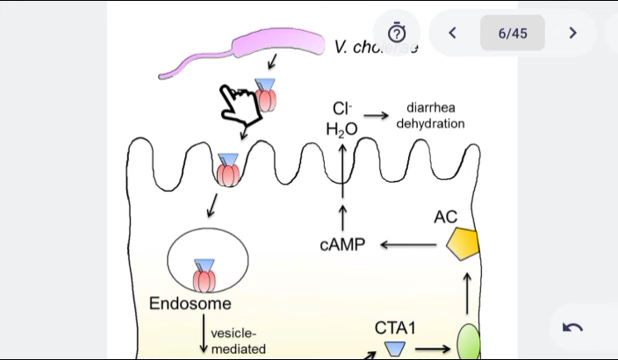 6/45
V.
Cl-
H₂O
diarrhea
dehydration
AC
cAMP
Endosome
vesicle-
mediated
CTA1